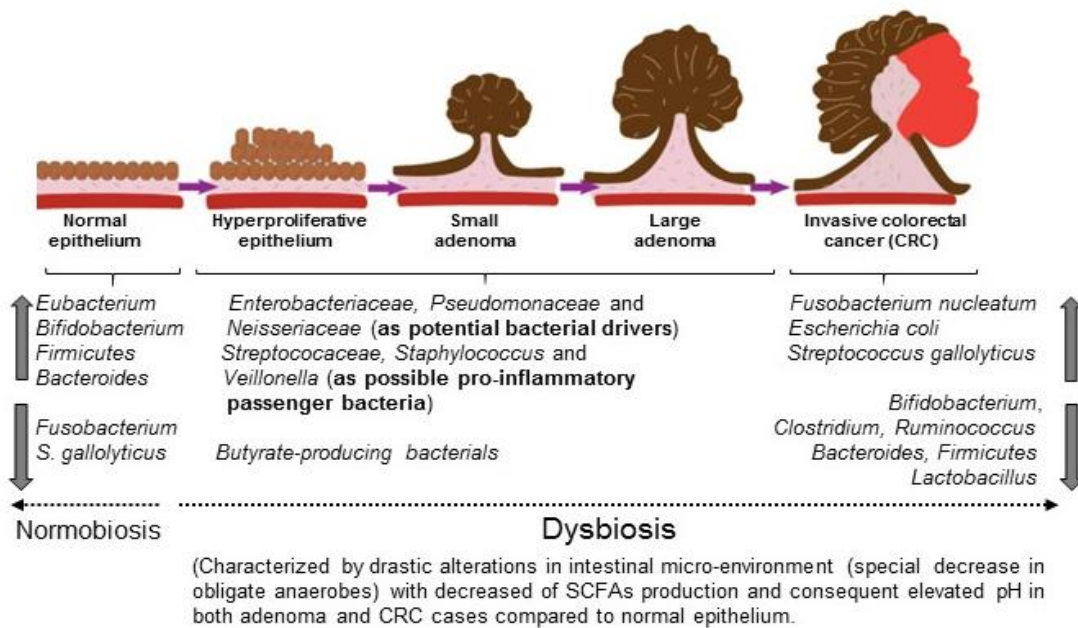 Normal
epithelium
Hyperproliferative
epithelium
Small
adenoma
Large
adenoma
Invasive colorectal
cancer (CRC)
Eubacterium
Bifidobacterium
Firmicutes
Bacteroides
Fusobacterium
S. gallolyticus
Enterobacteriaceae, Pseudomonaceae and
Neisseriaceae (as potential bacterial drivers)
Streptococaceae, Staphylococcus and
Veillonella (as possible pro-inflammatory
passenger bacteria)
Butyrate-producing bacterials
Fusobacterium nucleatum
Escherichia coli
Streptococcus gallolyticus
Bifidobacterium,
Clostridium, Ruminococcus
Bacteroides, Firmicutes
Lactobacillus
Normobiosis
Dysbiosis
(Characterized by drastic alterations in intestinal micro-environment (special decrease in
obligate anaerobes) with decreased of SCFAs production and consequent elevated pH in
both adenoma and CRC cases compared to normal epithelium.